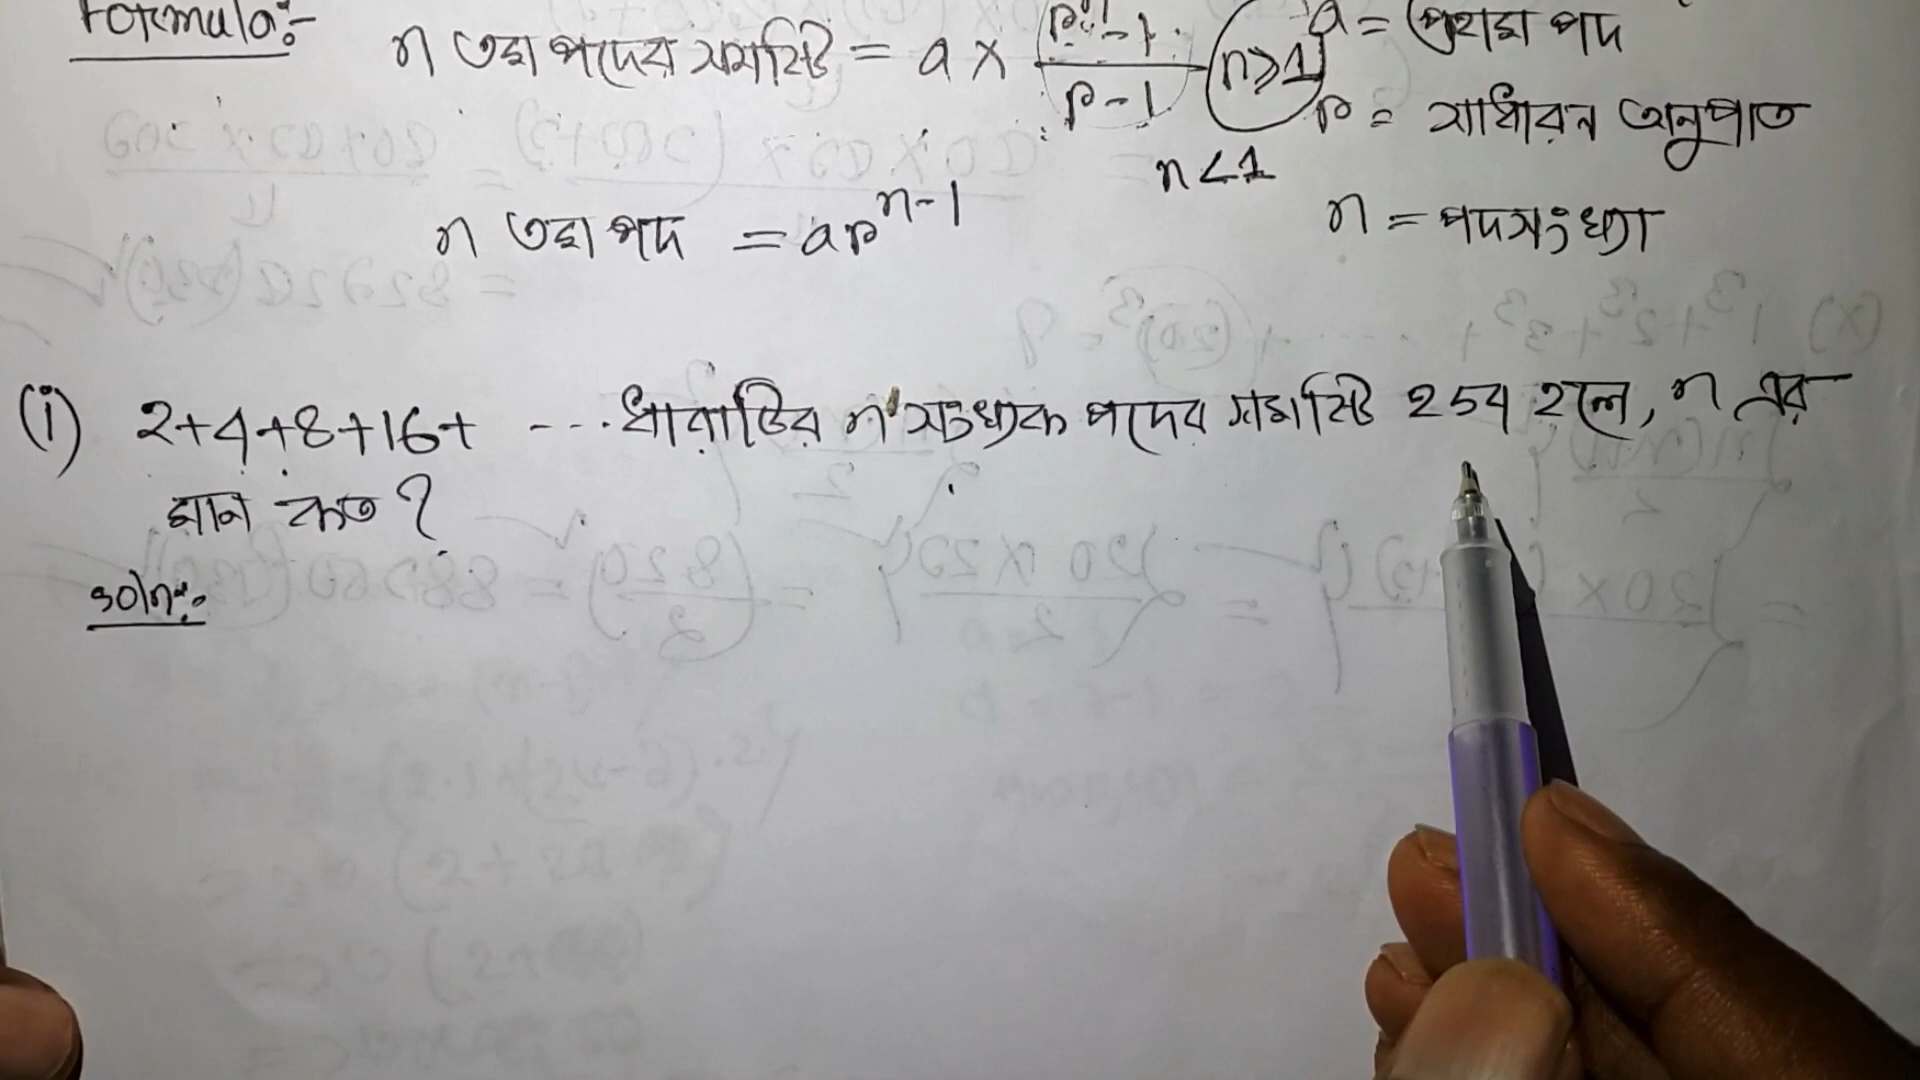 Formula:-
n তম পদের সমষ্টি = a × (rⁿ-1)/(r-1) (n>1) a = প্রথম পদ
r = সাধারন অনুপাত
n<1
n তম পদ = arⁿ⁻¹ n = পদসংখ্যা
(i) 2+4+8+16+ ---- ধারাটির n সংখ্যক পদের সমষ্টি 254 হলে, n এর
মান কত?
Soln: